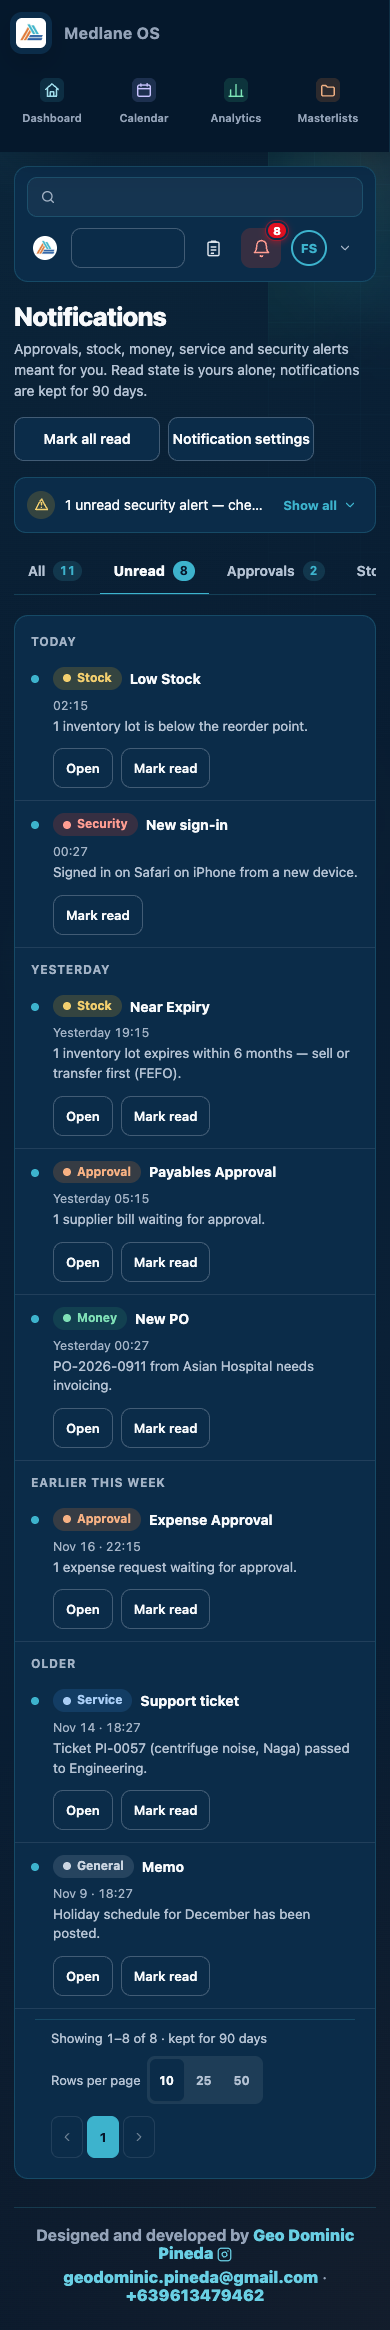 Medlane OS
Dashboard
Calendar
Analytics
Masterlists
8
FS
Notifications
Approvals, stock, money, service and security alerts
meant for you. Read state is yours alone; notifications
are kept for 90 days.
Mark all read
Notification settings
1 unread security alert — che...
Show all
All 11
Unread 8
Approvals 2
Sto
TODAY
Stock Low Stock
02:15
1 inventory lot is below the reorder point.
Open
Mark read
Security New sign-in
00:27
Signed in on Safari on iPhone from a new device.
Mark read
YESTERDAY
Stock Near Expiry
Yesterday 19:15
1 inventory lot expires within 6 months — sell or
transfer first (FEFO).
Open
Mark read
Approval Payables Approval
Yesterday 05:15
1 supplier bill waiting for approval.
Open
Mark read
Money New PO
Yesterday 00:27
PO-2026-0911 from Asian Hospital needs
invoicing.
Open
Mark read
EARLIER THIS WEEK
Approval Expense Approval
Nov 16 · 22:15
1 expense request waiting for approval.
Open
Mark read
OLDER
Service Support ticket
Nov 14 · 18:27
Ticket PI-0057 (centrifuge noise, Naga) passed
to Engineering.
Open
Mark read
General Memo
Nov 9 · 18:27
Holiday schedule for December has been
posted.
Open
Mark read
Showing 1–8 of 8 · kept for 90 days
Rows per page 10 25 50
1
Designed and developed by Geo Dominic
Pineda
geodominic.pineda@gmail.com ·
+639613479462